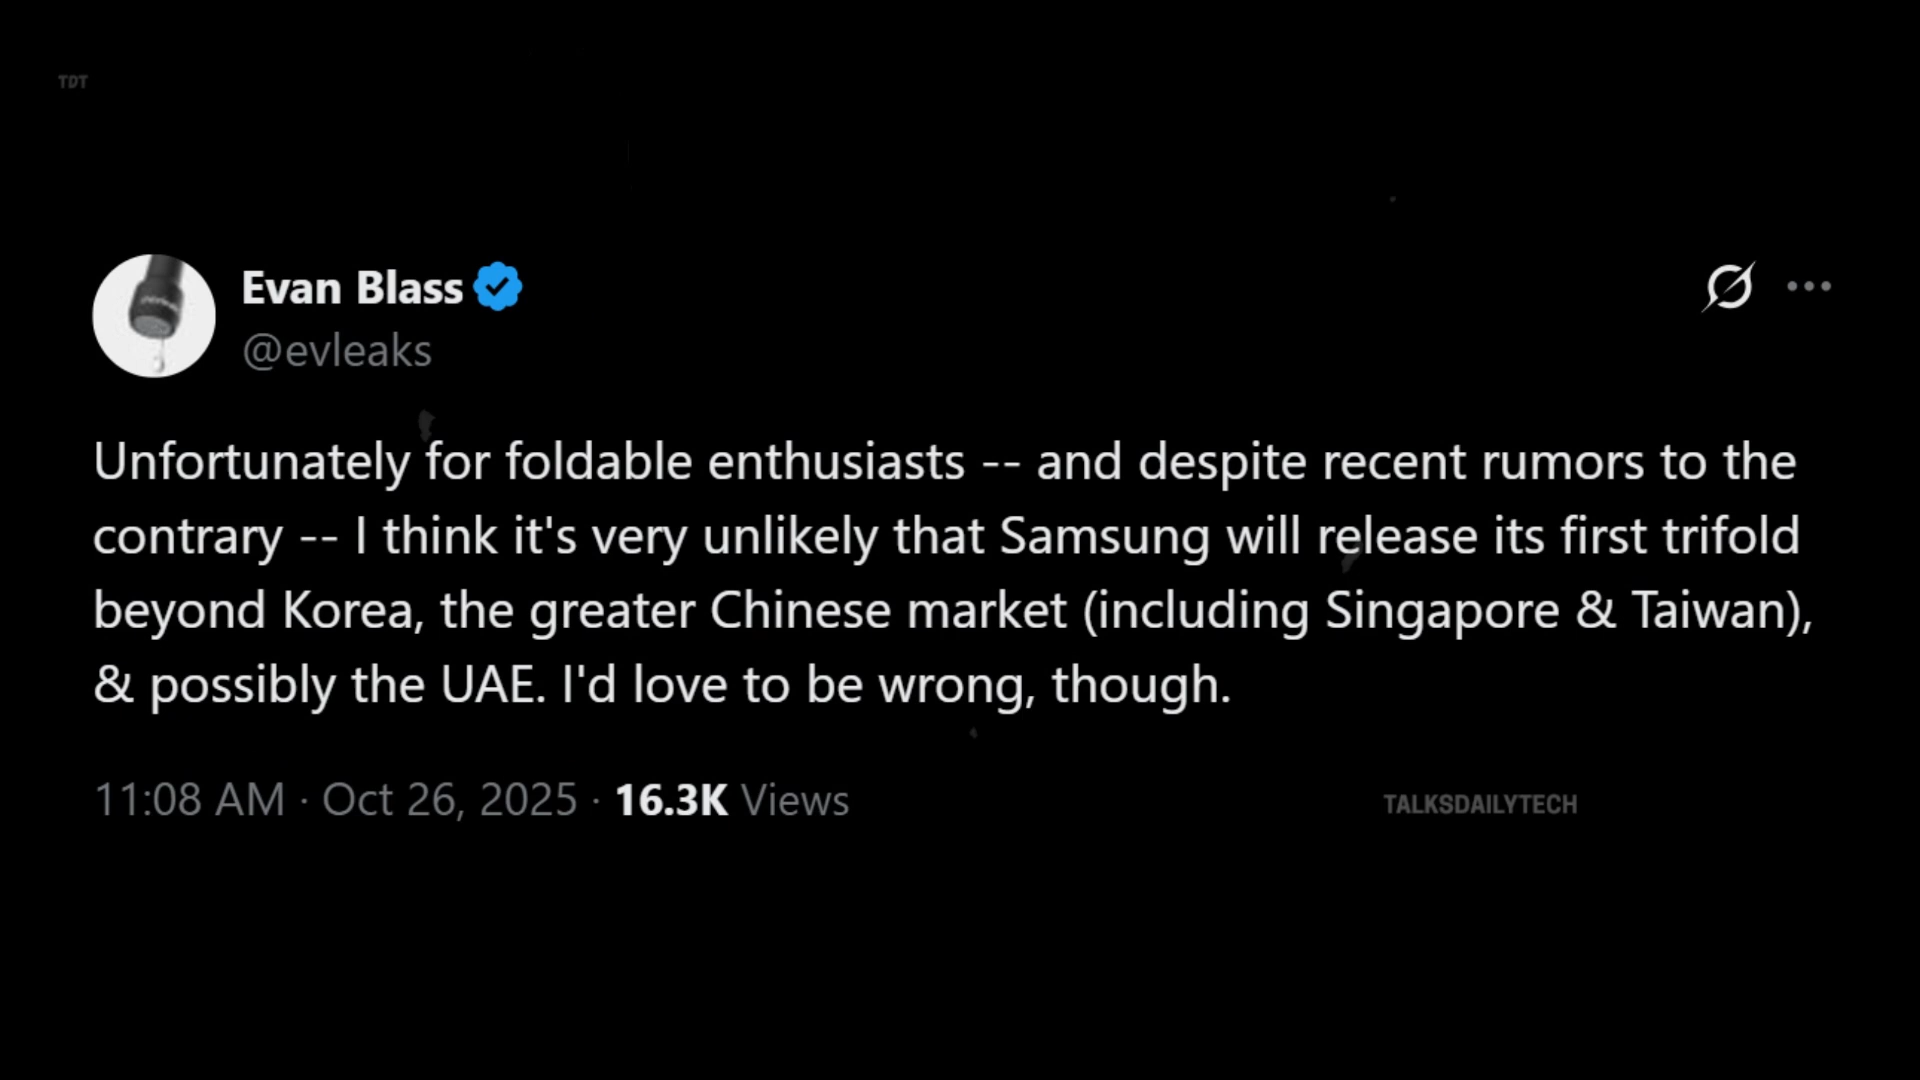 TDT
Evan Blass
@evleaks
Unfortunately for foldable enthusiasts -- and despite recent rumors to the
contrary -- I think it's very unlikely that Samsung will release its first trifold
beyond Korea, the greater Chinese market (including Singapore & Taiwan),
& possibly the UAE. I'd love to be wrong, though.
11:08 AM · Oct 26, 2025 · 16.3K Views
TALKSDAILYTECH